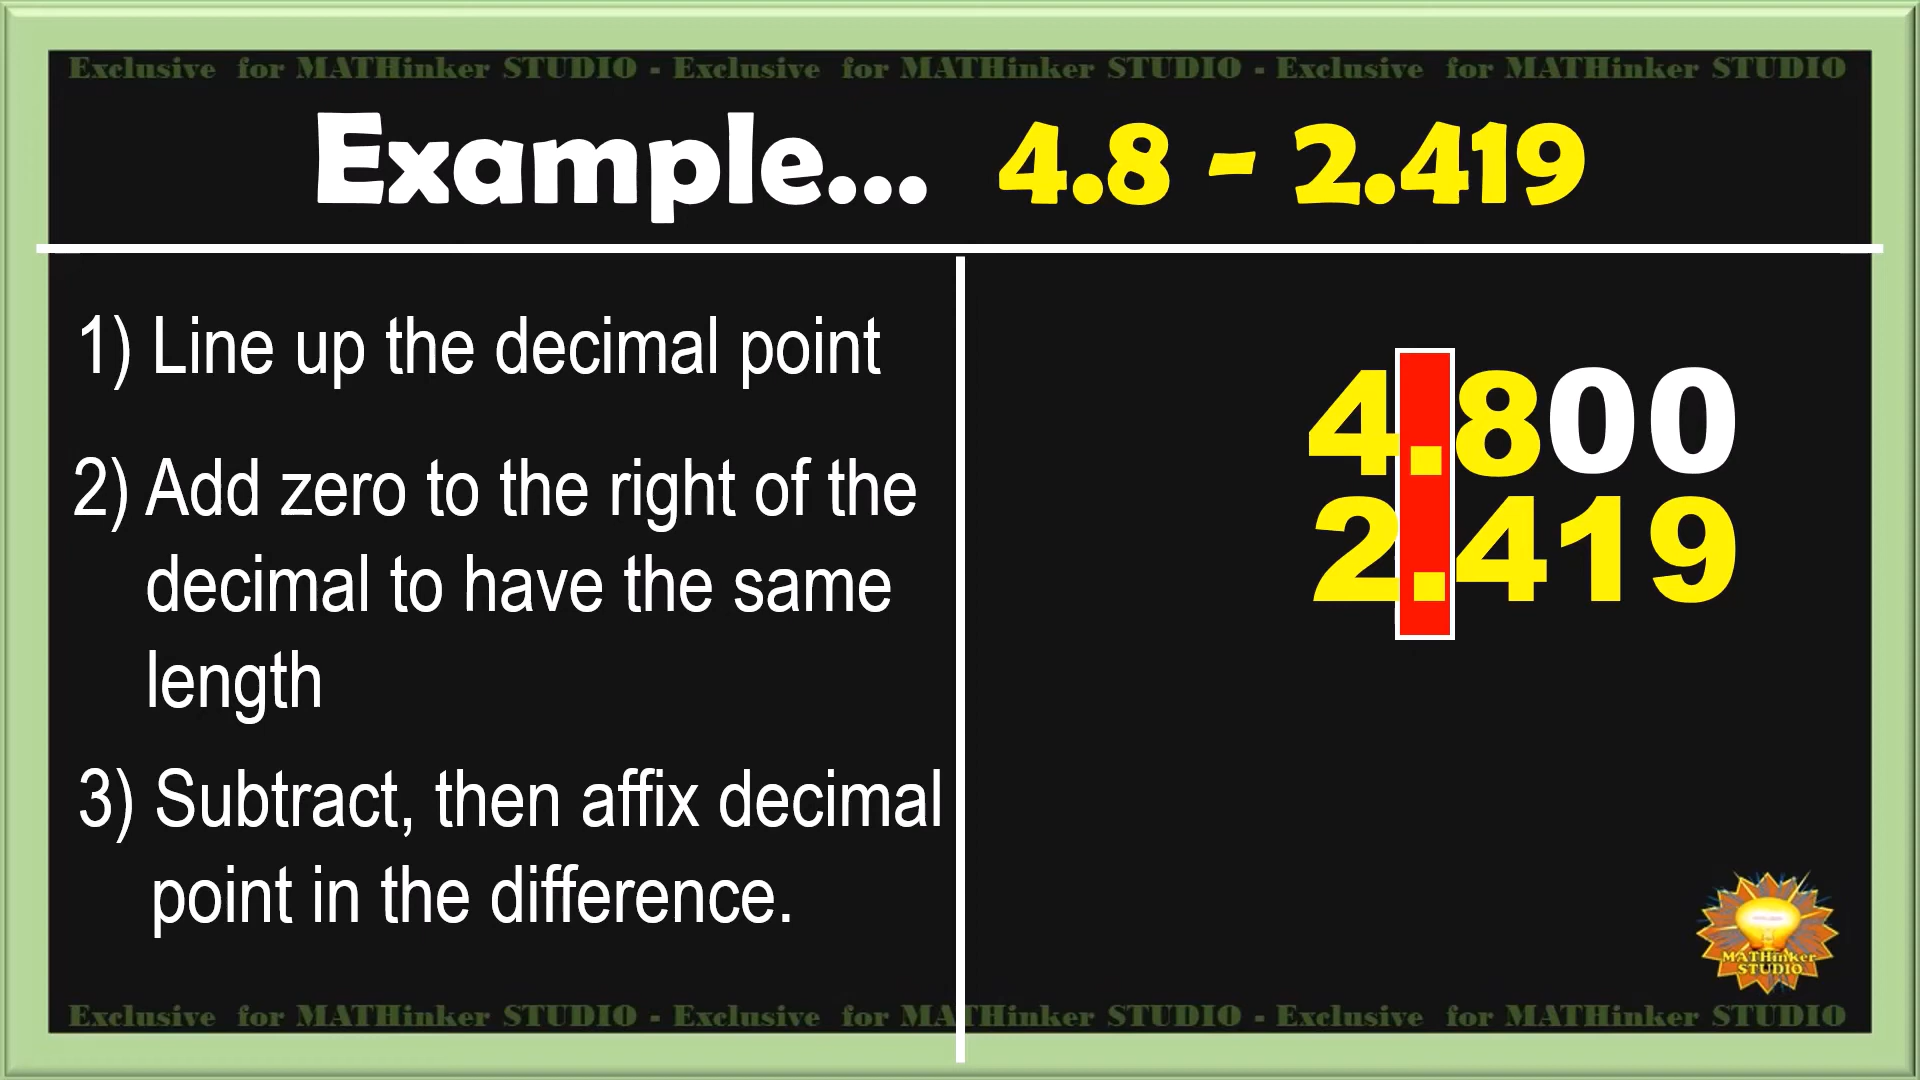 Exclusive for MATHinker STUDIO - Exclusive for MATHinker STUDIO - Exclusive for MATHinker STUDIO
Example... 4.8 - 2.419
1) Line up the decimal point
2) Add zero to the right of the
decimal to have the same
length
3) Subtract, then affix decimal
point in the difference.
4.800
2.419
MATHinker
STUDIO
Exclusive for MATHinker STUDIO - Exclusive for MATHinker STUDIO - Exclusive for MATHinker STUDIO